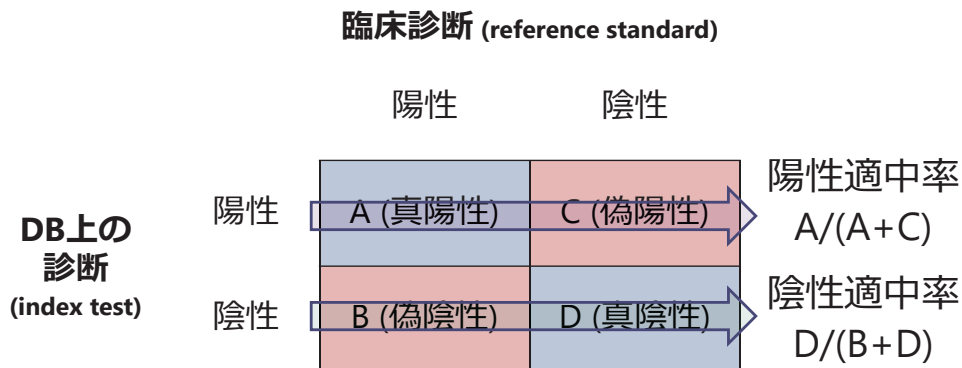 臨床診断 (reference standard)
陽性 陰性
陽性 A (真陽性) C (偽陽性) 陽性適中率
A/(A+C)
DB上の
診断
(index test)
陰性 B (偽陰性) D (真陰性) 陰性適中率
D/(B+D)